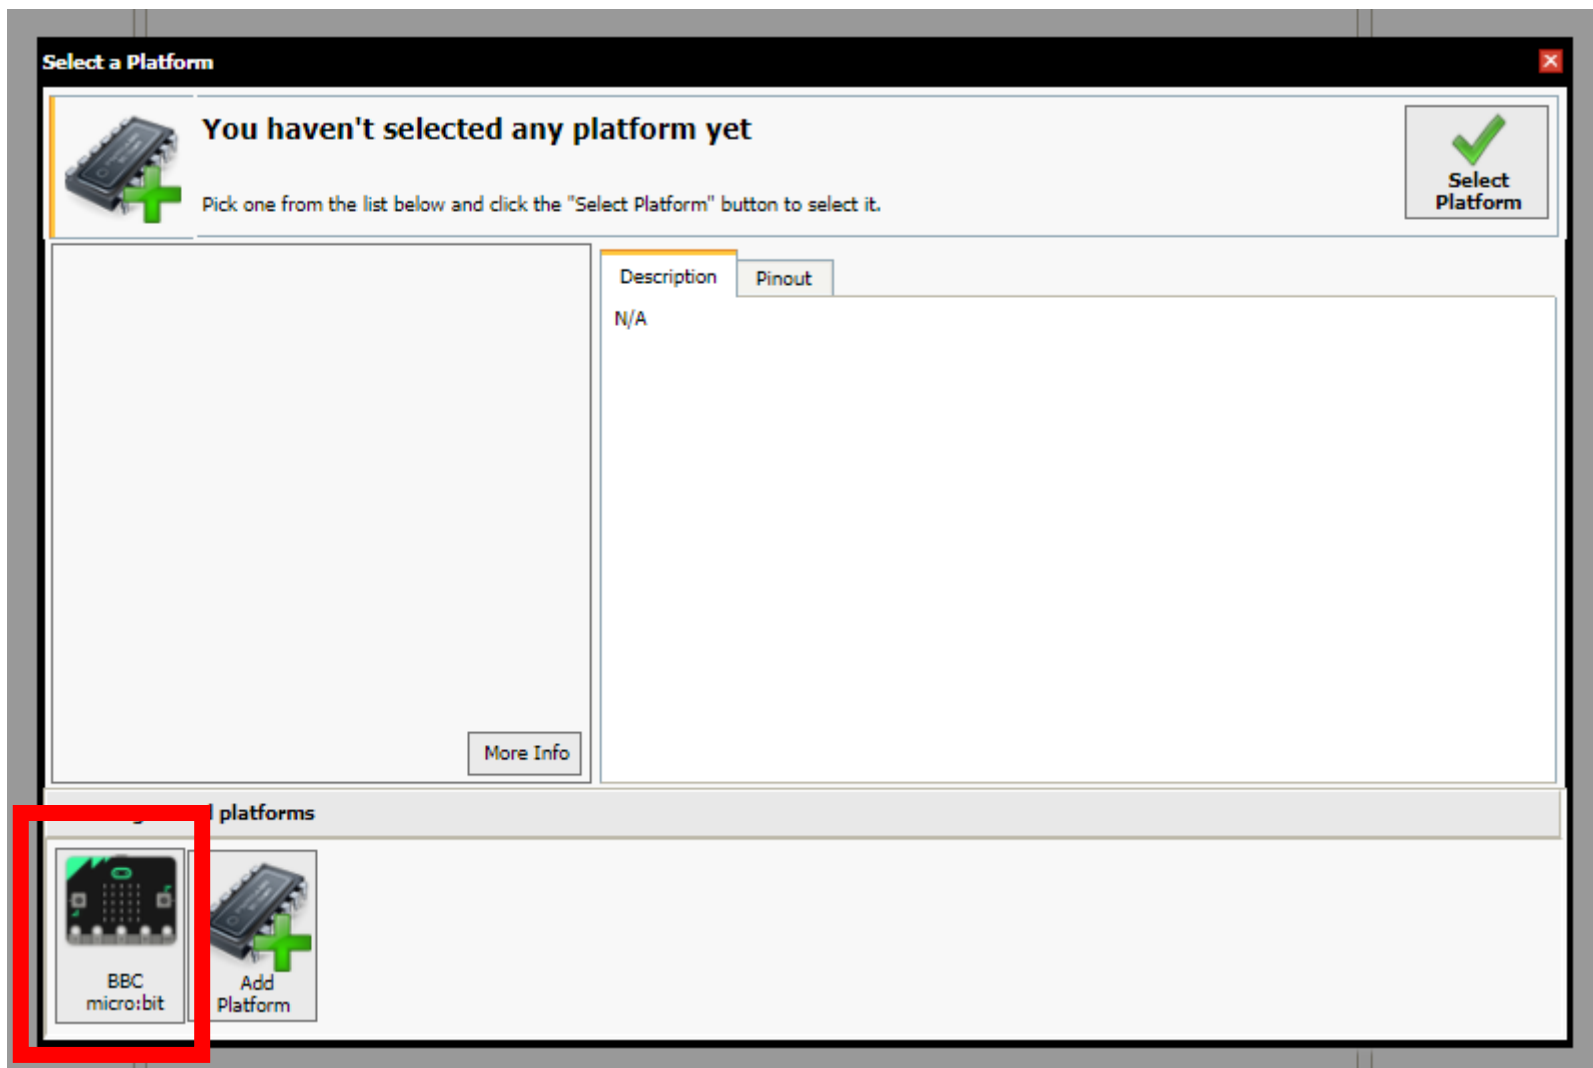 Select a Platform
You haven't selected any platform yet
Pick one from the list below and click the "Select Platform" button to select it.
Select
Platform
Description
Pinout
N/A
More Info
platforms
BBC
micro:bit
Add
Platform